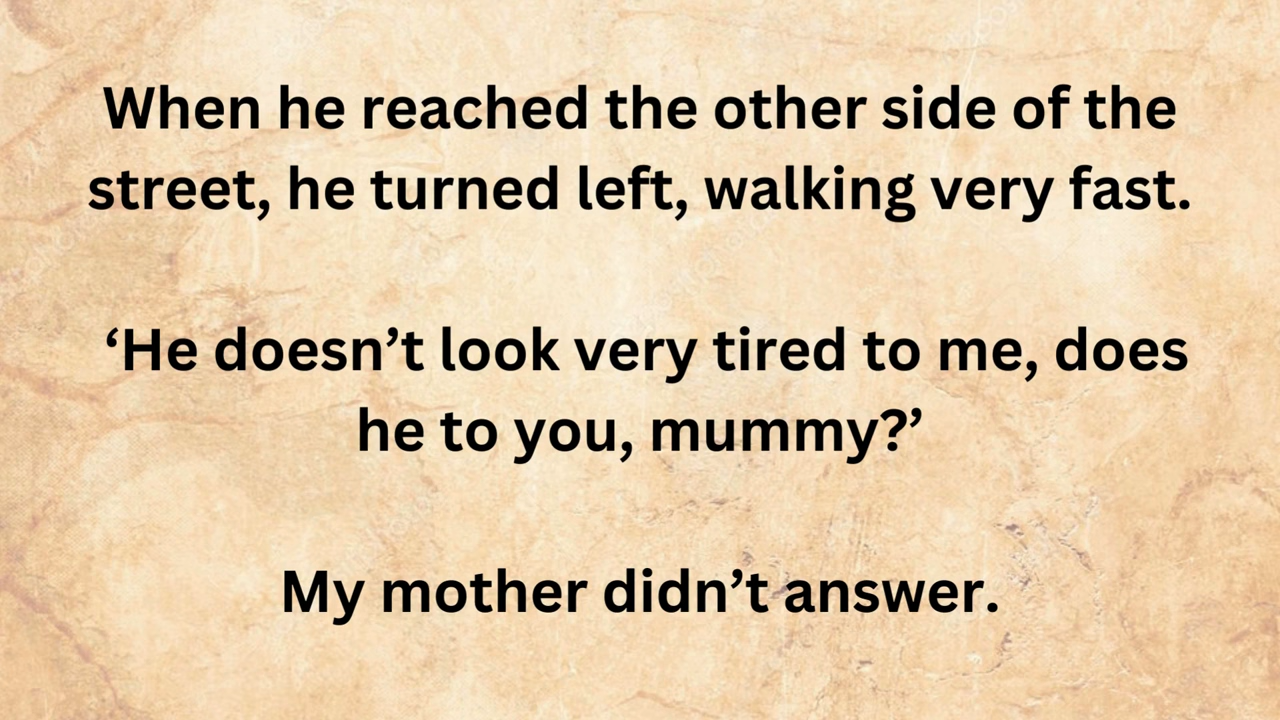 When he reached the other side of the
street, he turned left, walking very fast.
‘He doesn’t look very tired to me, does
he to you, mummy?’
My mother didn’t answer.